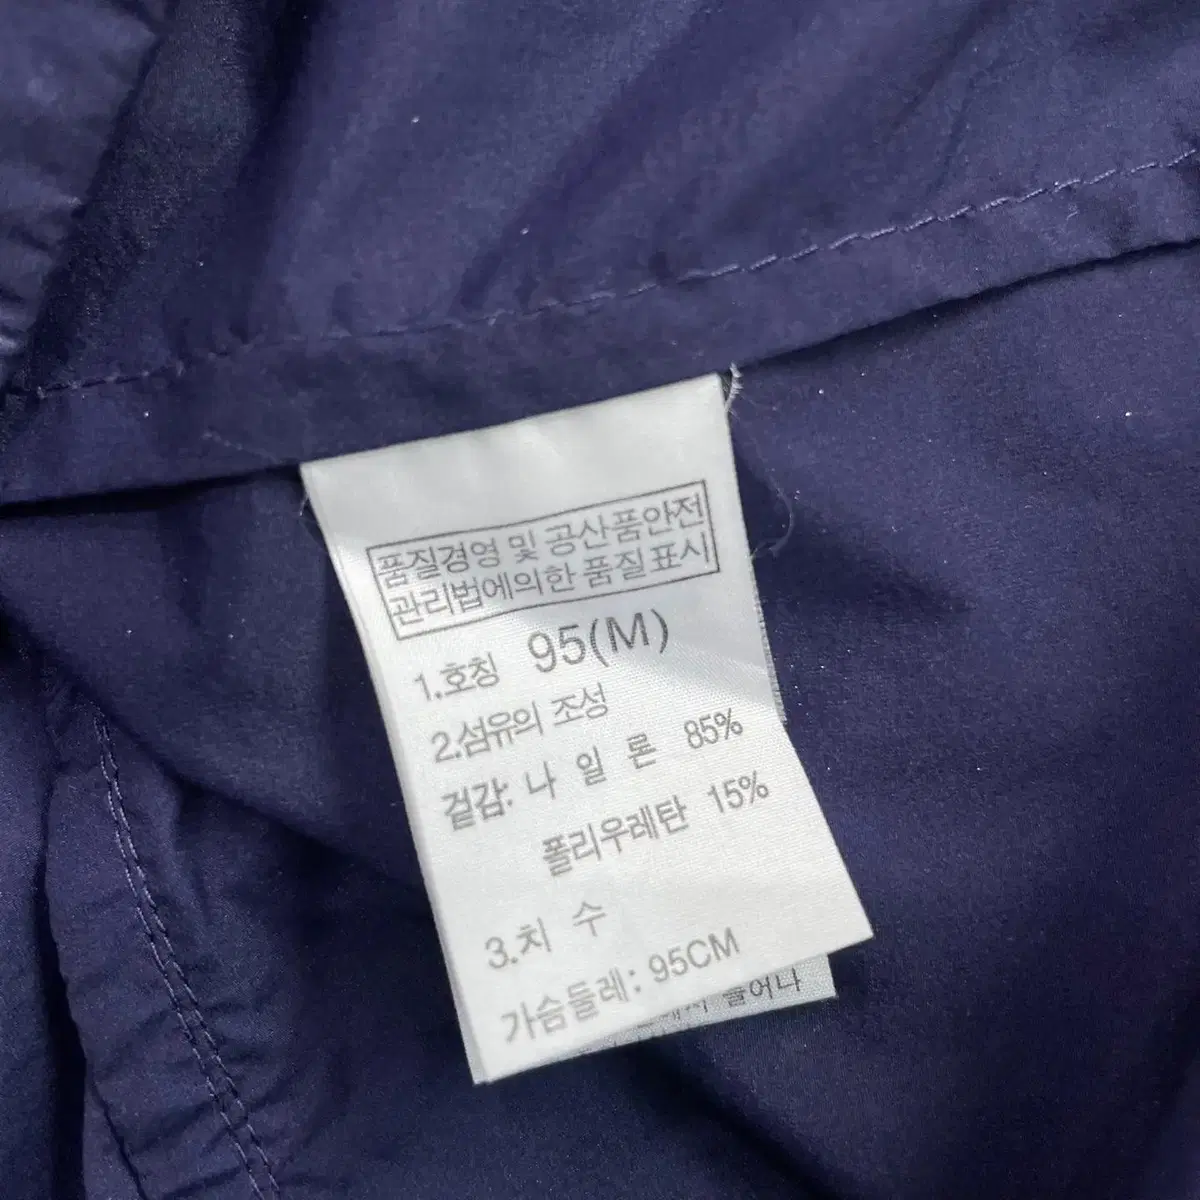 품질경영 및 공산품안전
관리법에의한 품질표시
1.호칭 95(M)
2.섬유의 조성
겉감: 나 일 론 85%
폴리우레탄 15%
3.치 수
가슴둘레: 95CM